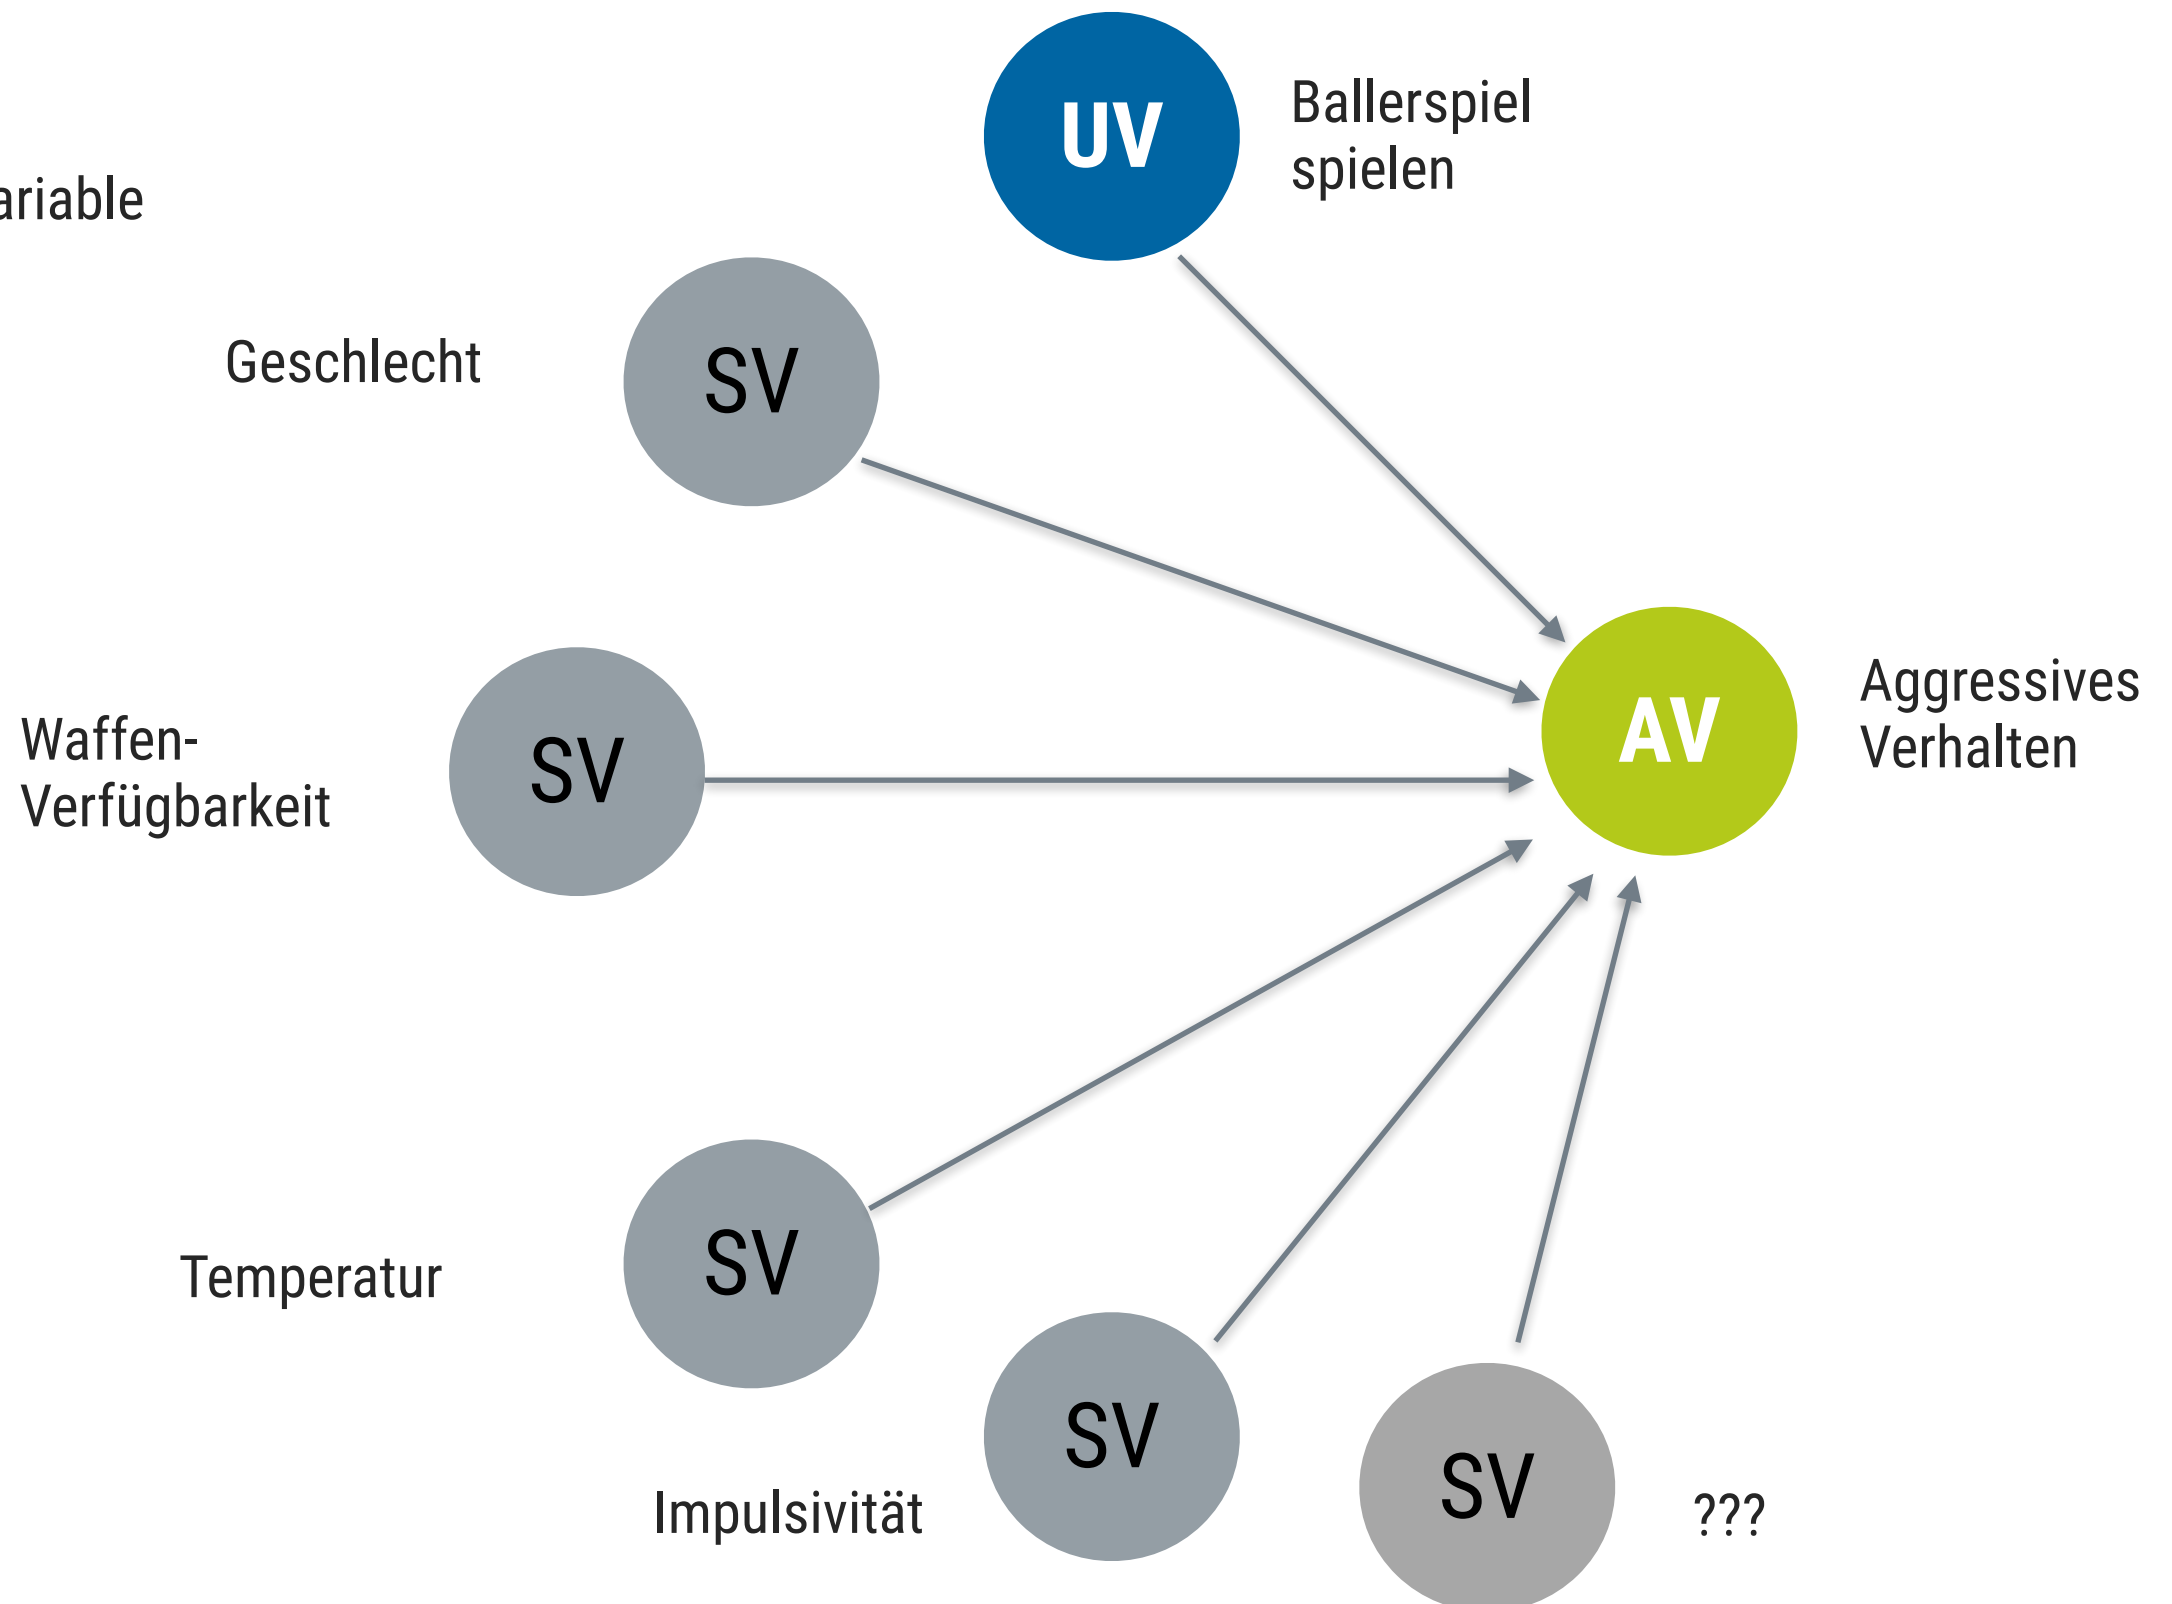 UV
Ballerspiel
spielen
ariable
Geschlecht
SV
Waffen-
Verfügbarkeit
SV
AV
Aggressives
Verhalten
Temperatur
SV
Impulsivität
SV
SV
???